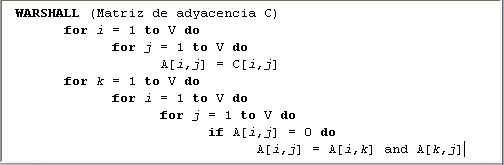 WARSHALL (Matriz de adyacencia C)
for i = 1 to V do
for j = 1 to V do
A[i,j] = C[i,j]
for k = 1 to V do
for i = 1 to V do
for j = 1 to V do
if A[i,j] = 0 do
A[i,j] = A[i,k] and A[k,j]